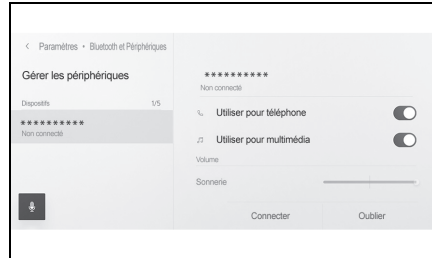 Paramètres • Bluetooth et Périphériques
Gérer les périphériques
Dispositifs 1/5
**********
Non connecté
**********
Non connecté
Utiliser pour téléphone
Utiliser pour multimédia
Volume
Sonnerie
Connecter Oublier